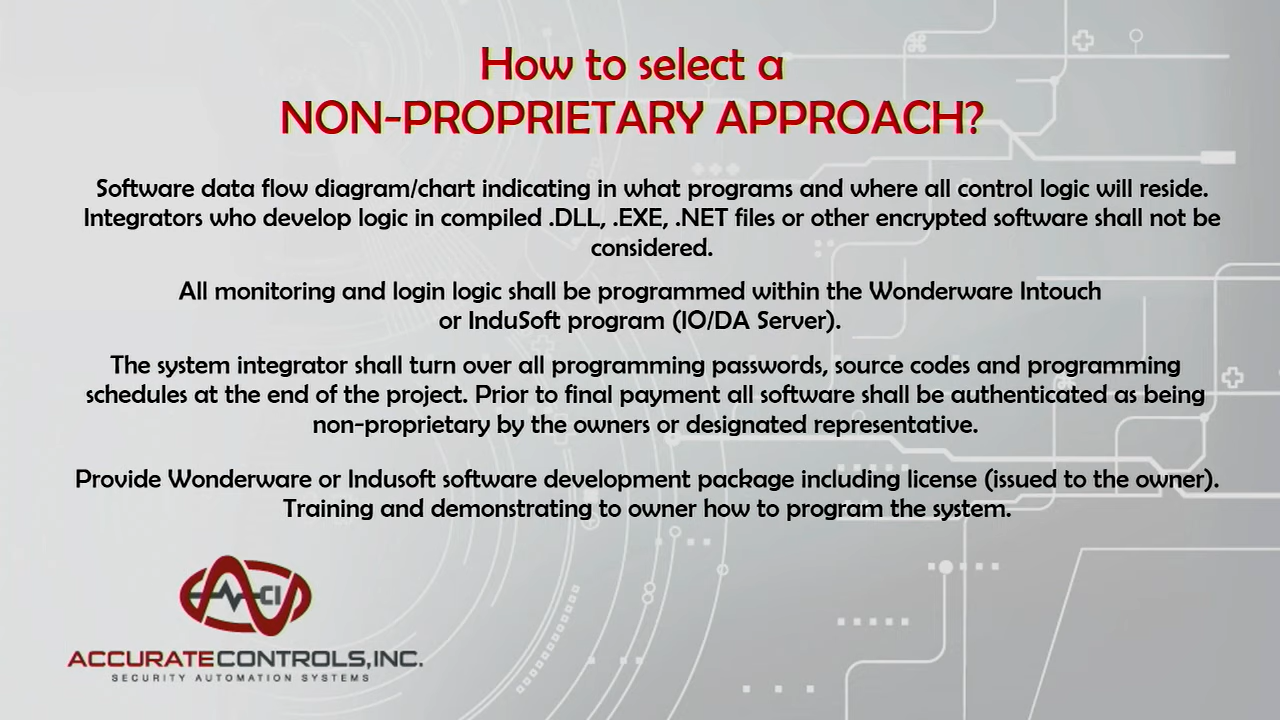 How to select a
NON-PROPRIETARY APPROACH?
Software data flow diagram/chart indicating in what programs and where all control logic will reside.
Integrators who develop logic in compiled .DLL, .EXE, .NET files or other encrypted software shall not be
considered.
All monitoring and login logic shall be programmed within the Wonderware Intouch
or InduSoft program (IO/DA Server).
The system integrator shall turn over all programming passwords, source codes and programming
schedules at the end of the project. Prior to final payment all software shall be authenticated as being
non-proprietary by the owners or designated representative.
Provide Wonderware or Indusoft software development package including license (issued to the owner).
Training and demonstrating to owner how to program the system.
CI
ACCURATECONTROLS,INC.
SECURITY AUTOMATION SYSTEMS